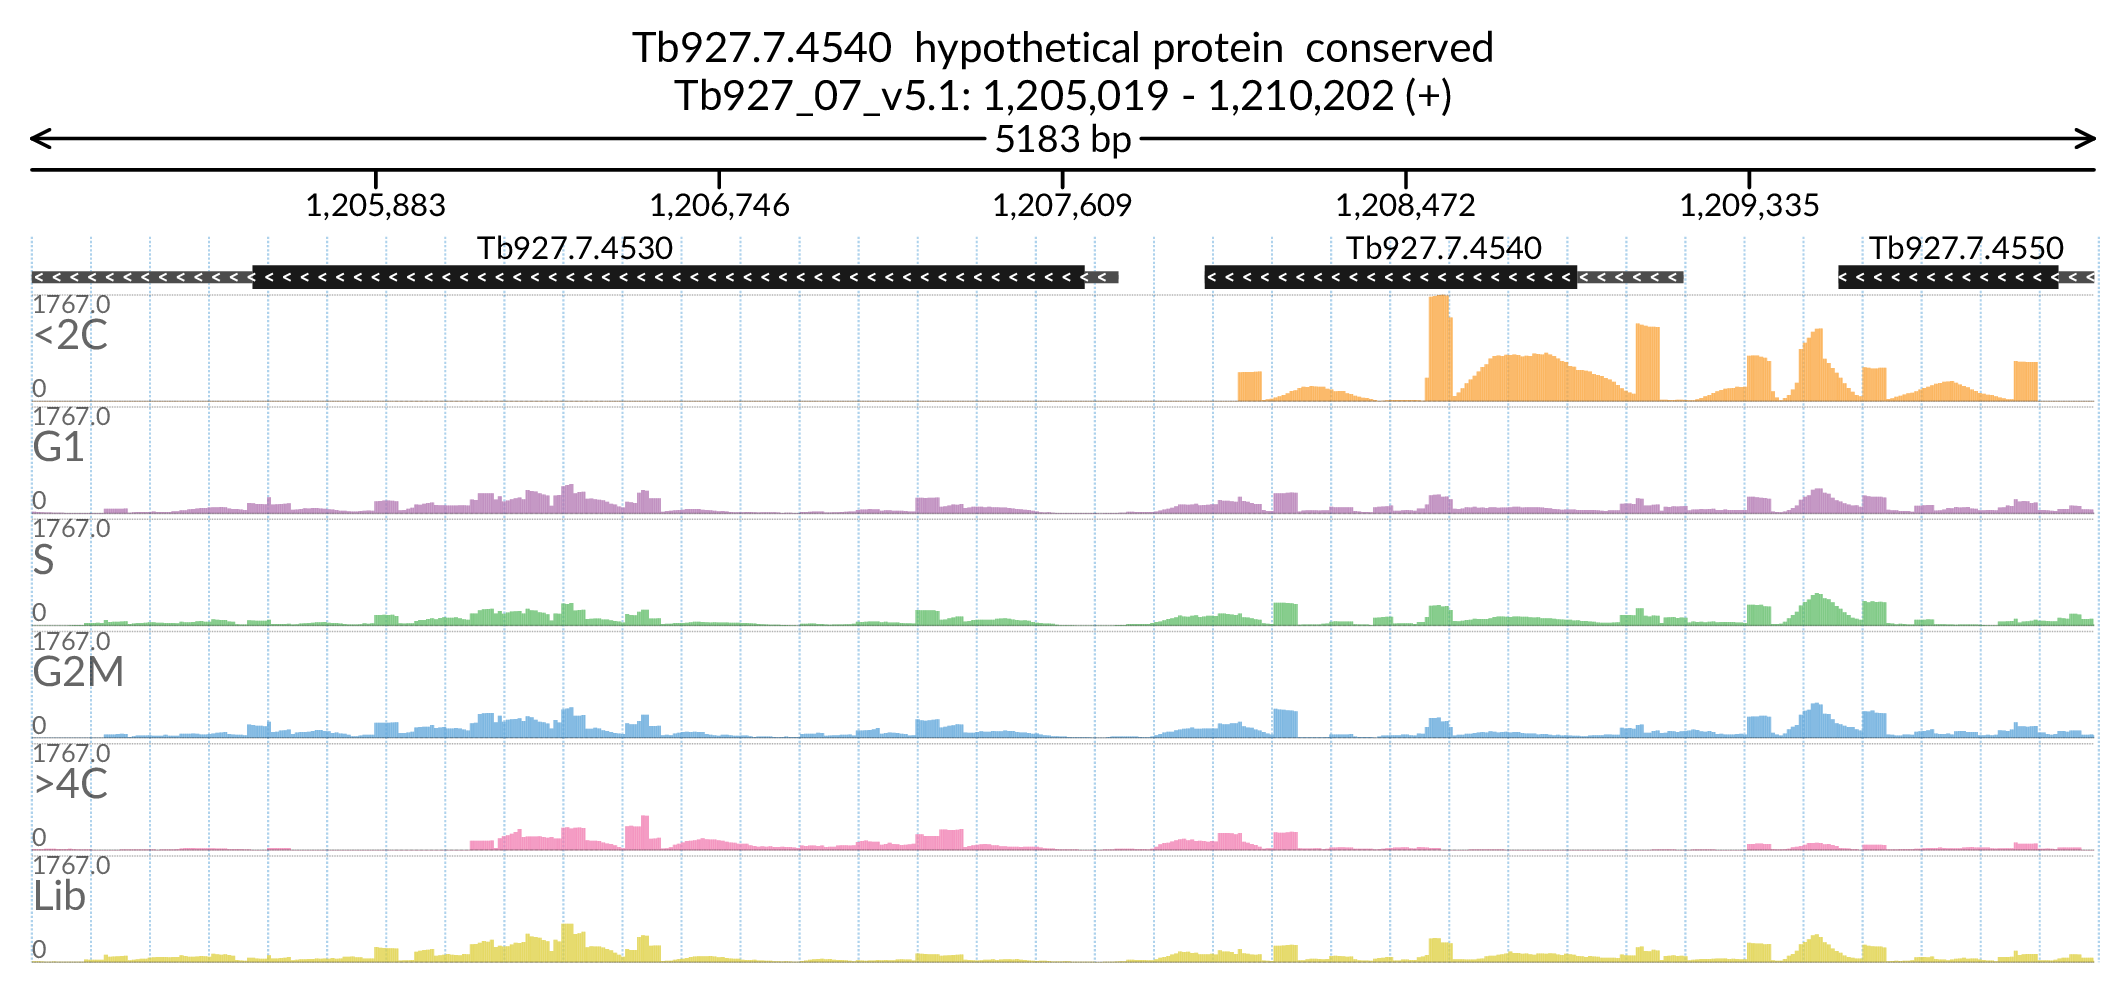 Tb927.7.4540 hypothetical protein conserved
Tb927_07_v5.1: 1,205,019 - 1,210,202 (+)
5183 bp
1,205,883 1,206,746 1,207,609 1,208,472 1,209,335
Tb927.7.4530 Tb927.7.4540 Tb927.7.4550
1767.0
<2C
0
1767.0
G1
0
1767.0
S
0
1767.0
G2M
0
1767.0
>4C
0
1767.0
Lib
0